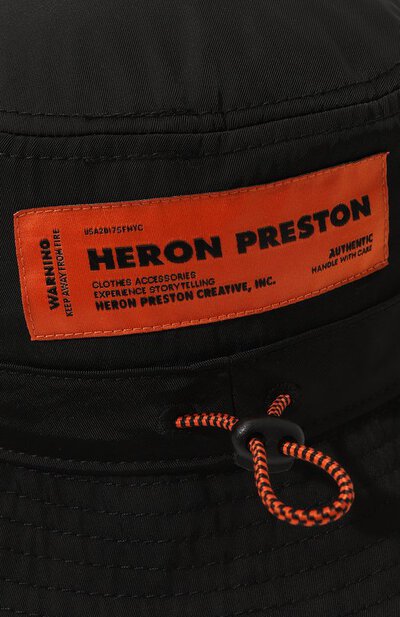 WARNING
KEEP AWAY FROM FIRE
USA2B17SFNYC
HERON PRESTON
CLOTHES ACCESSORIES
EXPERIENCE STORYTELLING
HERON PRESTON CREATIVE, INC.
AUTHENTIC
HANDLE WITH CARE